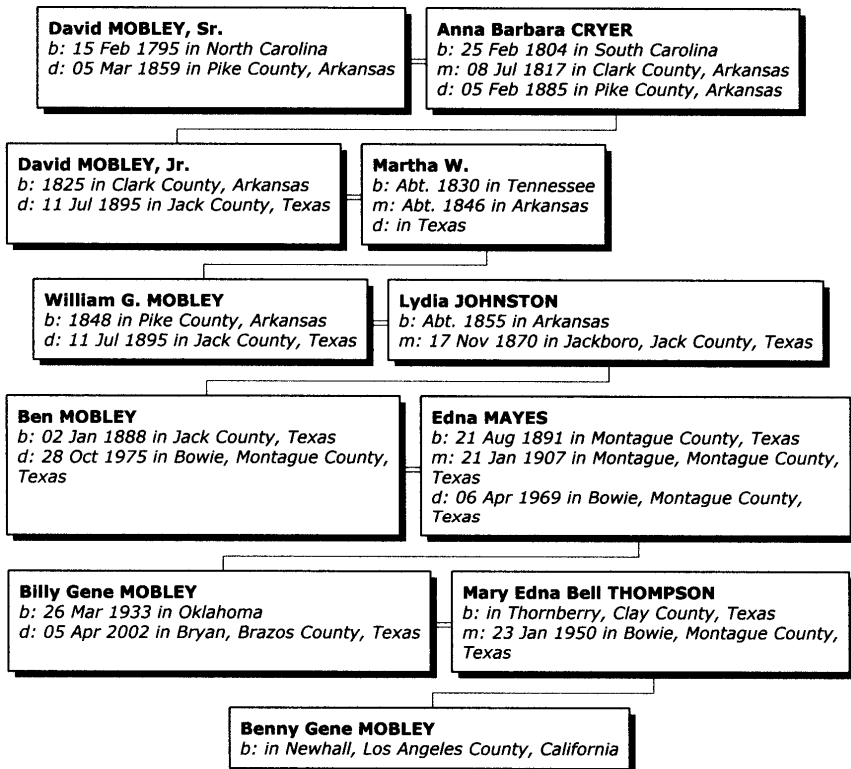 David MOBLEY, Sr.
b: 15 Feb 1795 in North Carolina
d: 05 Mar 1859 in Pike County, Arkansas
Anna Barbara CRYER
b: 25 Feb 1804 in South Carolina
m: 08 Jul 1817 in Clark County, Arkansas
d: 05 Feb 1885 in Pike County, Arkansas
David MOBLEY, Jr.
b: 1825 in Clark County, Arkansas
d: 11 Jul 1895 in Jack County, Texas
Martha W.
b: Abt. 1830 in Tennessee
m: Abt. 1846 in Arkansas
d: in Texas
William G. MOBLEY
b: 1848 in Pike County, Arkansas
d: 11 Jul 1895 in Jack County, Texas
Lydia JOHNSTON
b: Abt. 1855 in Arkansas
m: 17 Nov 1870 in Jackboro, Jack County, Texas
Ben MOBLEY
b: 02 Jan 1888 in Jack County, Texas
d: 28 Oct 1975 in Bowie, Montague County,
Texas
Edna MAYES
b: 21 Aug 1891 in Montague County, Texas
m: 21 Jan 1907 in Montague, Montague County,
Texas
d: 06 Apr 1969 in Bowie, Montague County,
Texas
Billy Gene MOBLEY
b: 26 Mar 1933 in Oklahoma
d: 05 Apr 2002 in Bryan, Brazos County, Texas
Mary Edna Bell THOMPSON
b: in Thornberry, Clay County, Texas
m: 23 Jan 1950 in Bowie, Montague County,
Texas
Benny Gene MOBLEY
b: in Newhall, Los Angeles County, California